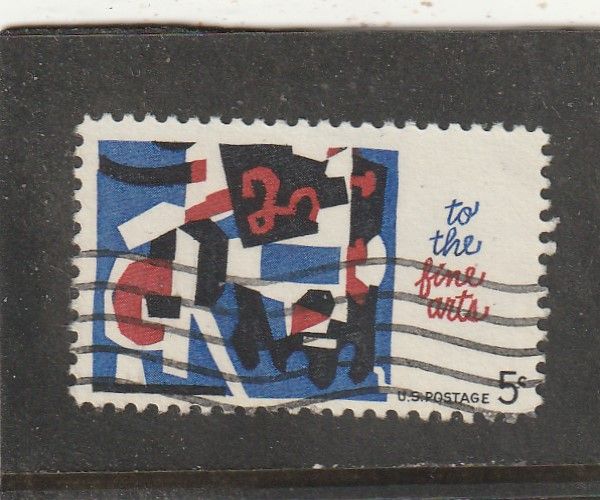 to
the
fine
arts
U.S. POSTAGE 5c